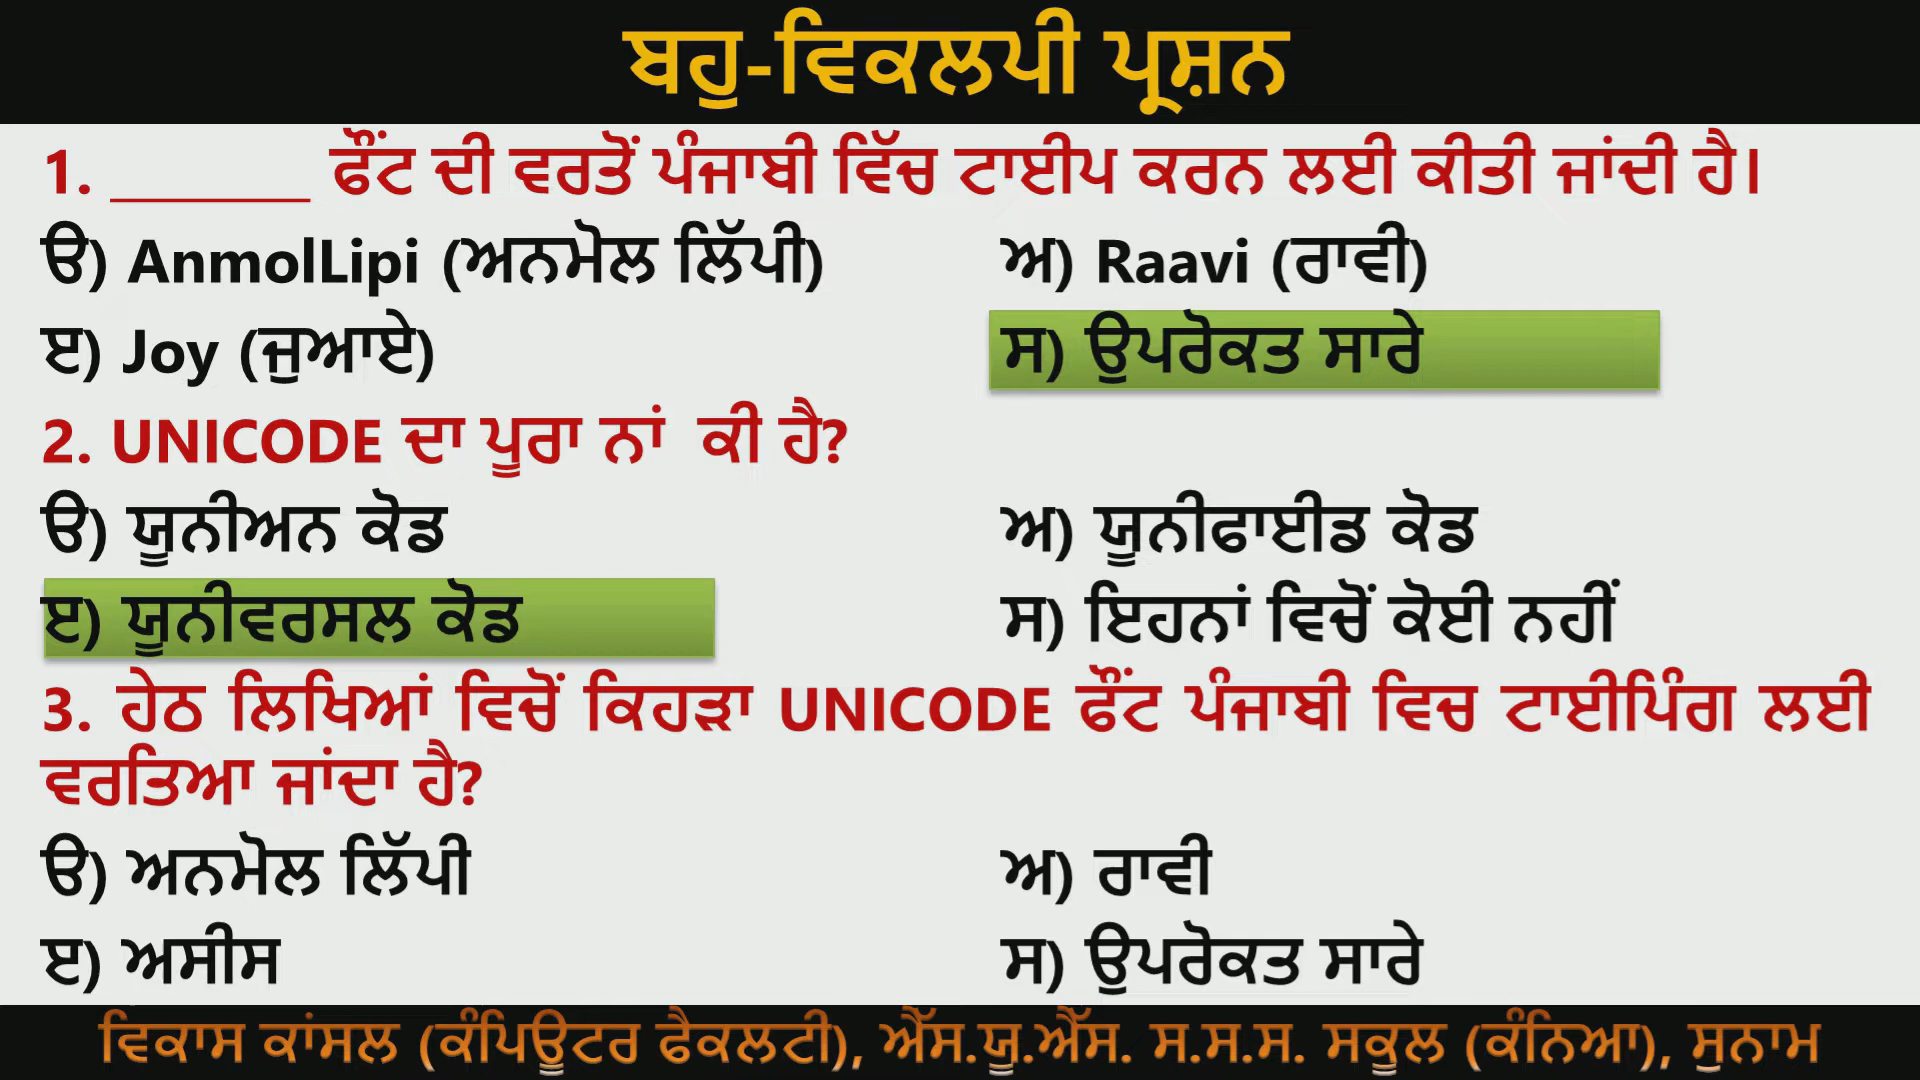 ਬਹੁ-ਵਿਕਲਪੀ ਪ੍ਰਸ਼ਨ
1. ________ ਫੌਂਟ ਦੀ ਵਰਤੋਂ ਪੰਜਾਬੀ ਵਿੱਚ ਟਾਈਪ ਕਰਨ ਲਈ ਕੀਤੀ ਜਾਂਦੀ ਹੈ।
ੳ) AnmolLipi (ਅਨਮੋਲ ਲਿੱਪੀ) ਅ) Raavi (ਰਾਵੀ)
ੲ) Joy (ਜੁਆਏ) ਸ) ਉਪਰੋਕਤ ਸਾਰੇ
2. UNICODE ਦਾ ਪੂਰਾ ਨਾਂ ਕੀ ਹੈ?
ੳ) ਯੂਨੀਅਨ ਕੋਡ ਅ) ਯੂਨੀਫਾਈਡ ਕੋਡ
ੲ) ਯੂਨੀਵਰਸਲ ਕੋਡ ਸ) ਇਹਨਾਂ ਵਿਚੋਂ ਕੋਈ ਨਹੀਂ
3. ਹੇਠ ਲਿਖਿਆਂ ਵਿਚੋਂ ਕਿਹੜਾ UNICODE ਫੌਂਟ ਪੰਜਾਬੀ ਵਿਚ ਟਾਈਪਿੰਗ ਲਈ
ਵਰਤਿਆ ਜਾਂਦਾ ਹੈ?
ੳ) ਅਨਮੋਲ ਲਿੱਪੀ ਅ) ਰਾਵੀ
ੲ) ਅਸੀਸ ਸ) ਉਪਰੋਕਤ ਸਾਰੇ
ਵਿਕਾਸ ਕਾਂਸਲ (ਕੰਪਿਊਟਰ ਫੈਕਲਟੀ), ਐੱਸ.ਯੂ.ਐੱਸ. ਸ.ਸ.ਸ. ਸਕੂਲ (ਕੰਨਿਆ), ਸੁਨਾਮ